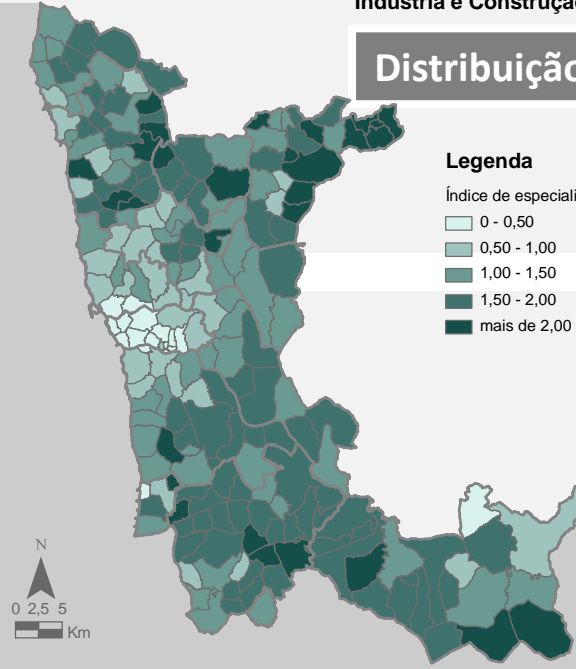 Indústria e Construção
Distribuição
Legenda
Índice de especiali
0 - 0,50
0,50 - 1,00
1,00 - 1,50
1,50 - 2,00
mais de 2,00
N
0 2,5 5
Km